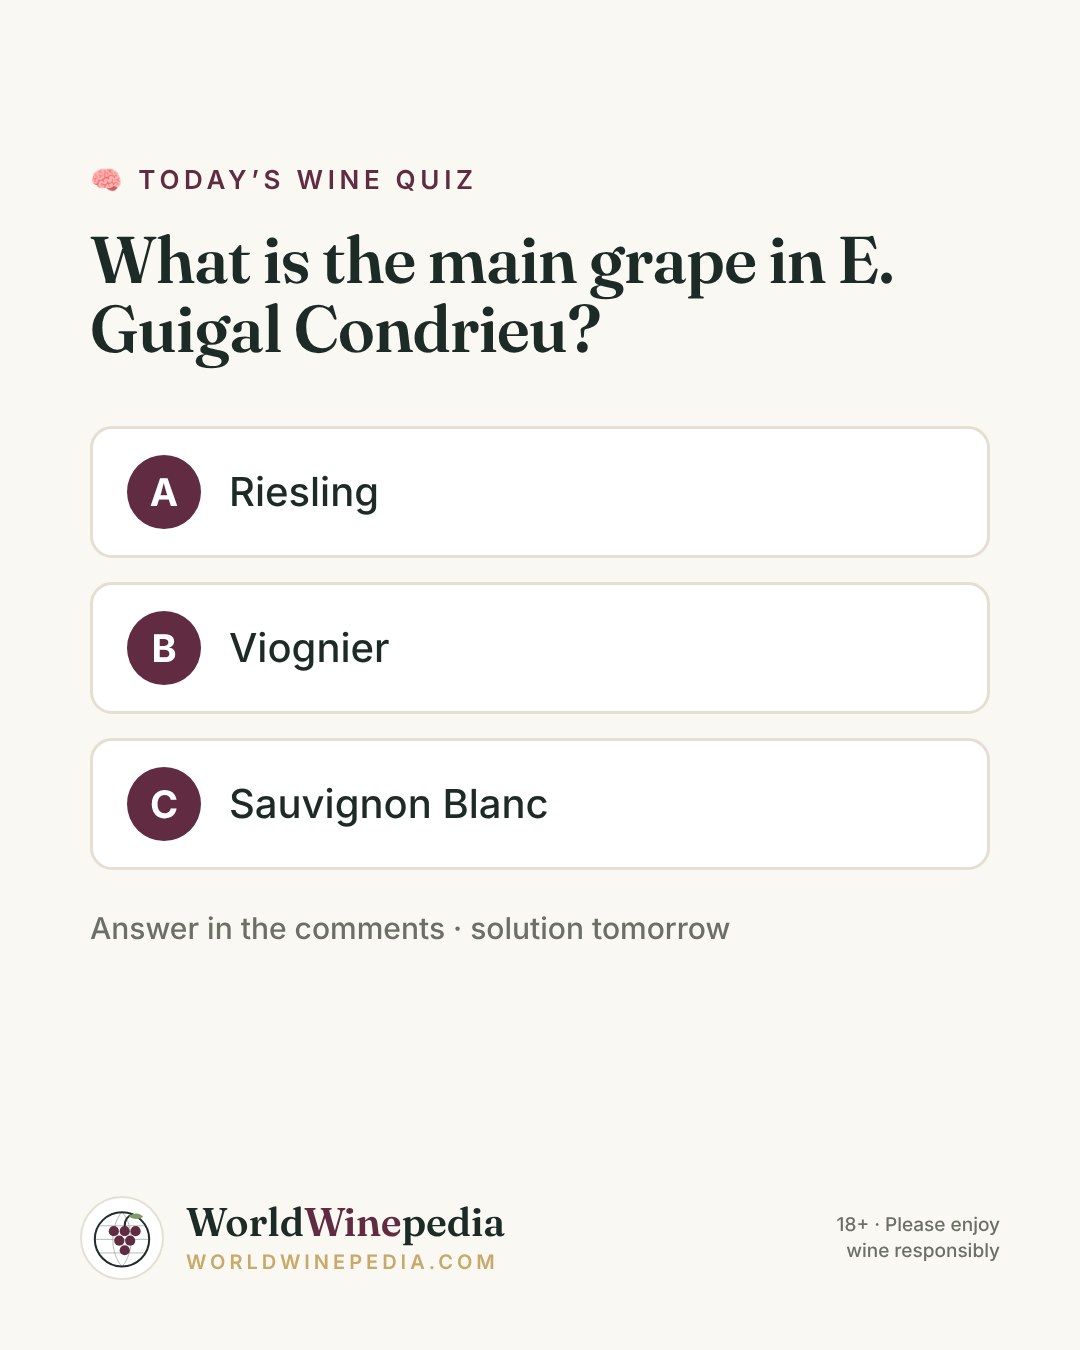 🧠 TODAY’S WINE QUIZ
What is the main grape in E.
Guigal Condrieu?
A Riesling
B Viognier
C Sauvignon Blanc
Answer in the comments · solution tomorrow
WorldWinepedia
WORLDWINEPEDIA.COM
18+ · Please enjoy
wine responsibly